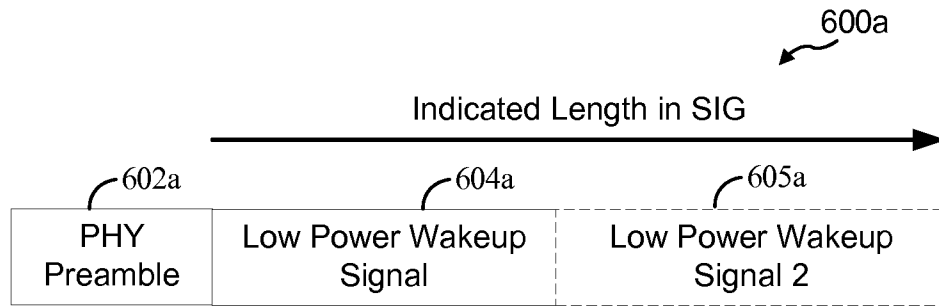 600a
Indicated Length in SIG
602a
604a
605a
PHY
Preamble
Low Power Wakeup
Signal
Low Power Wakeup
Signal 2